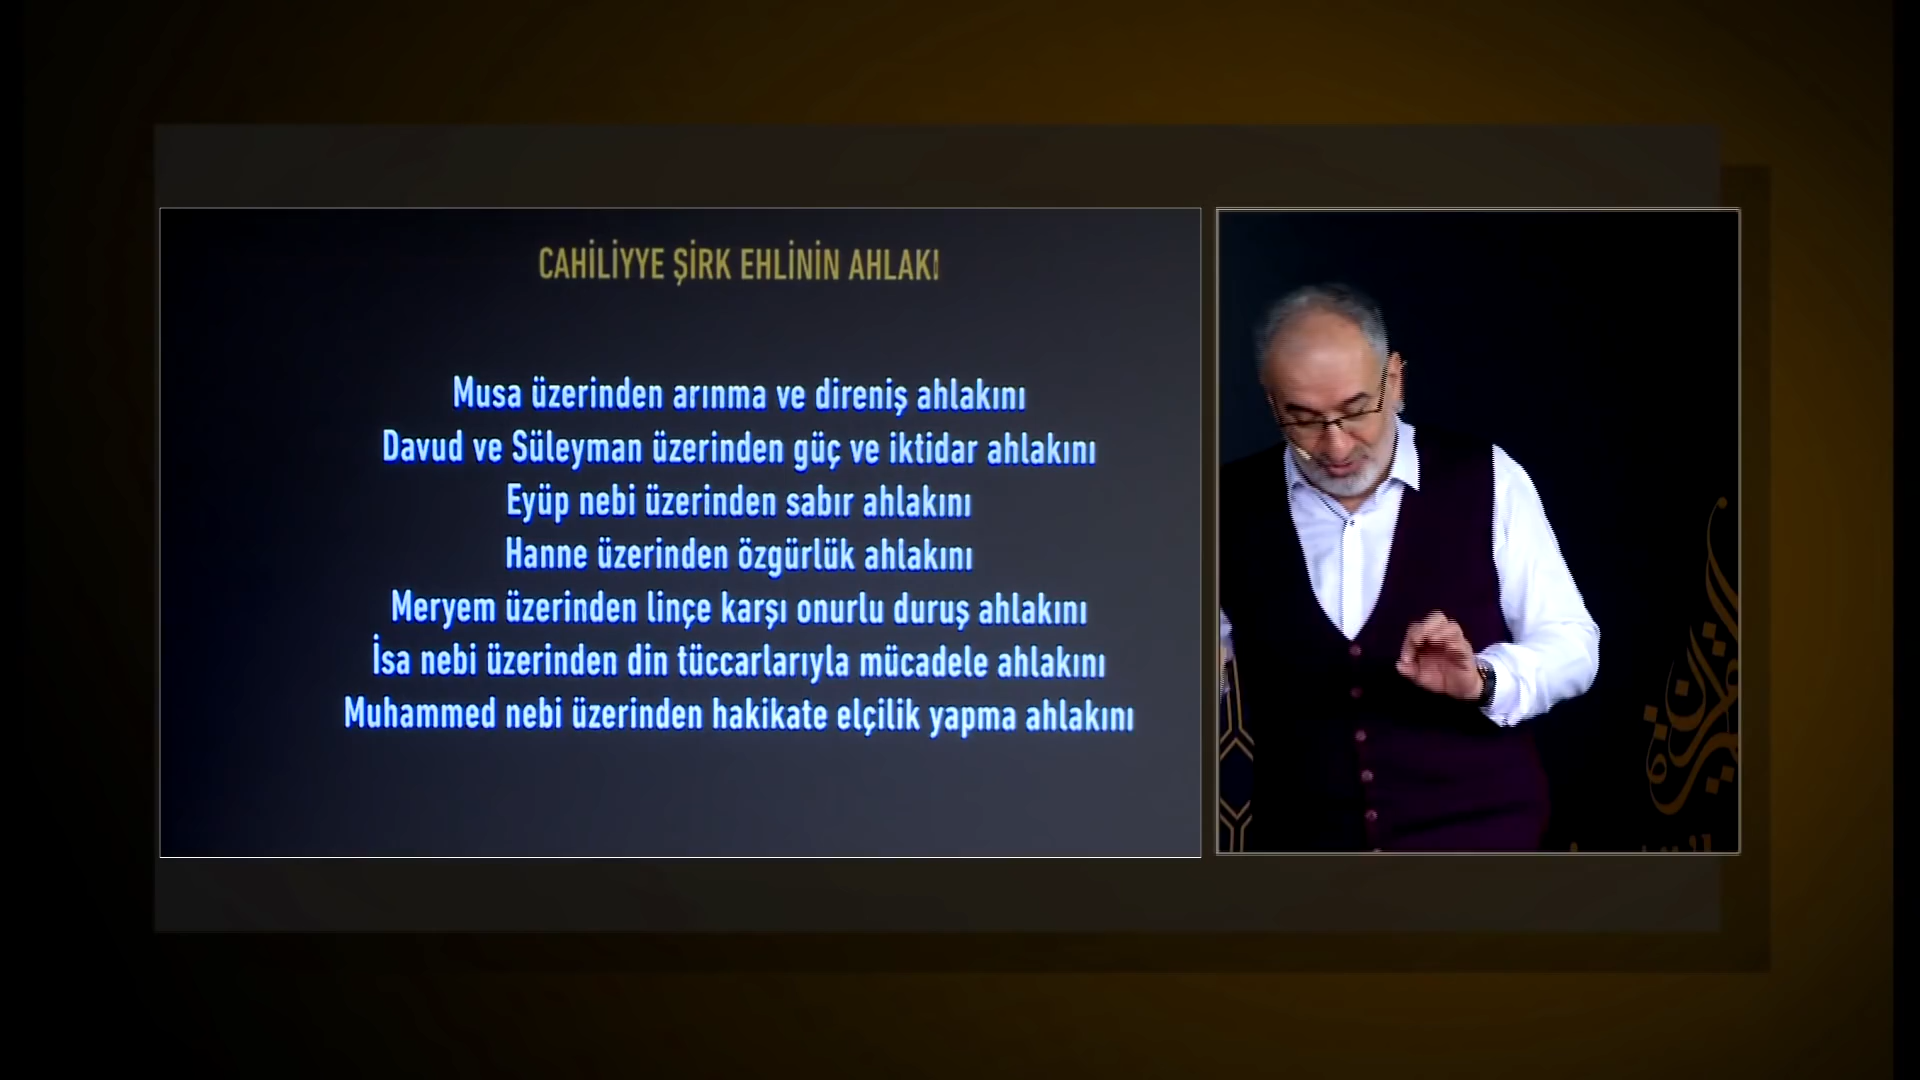 CAHİLİYYE ŞİRK EHLİNİN AHLAKI
Musa üzerinden arınma ve direniş ahlakını
Davud ve Süleyman üzerinden güç ve iktidar ahlakını
Eyüp nebi üzerinden sabır ahlakını
Hanne üzerinden özgürlük ahlakını
Meryem üzerinden linçe karşı onurlu duruş ahlakını
İsa nebi üzerinden din tüccarlarıyla mücadele ahlakını
Muhammed nebi üzerinden hakikate elçilik yapma ahlakını